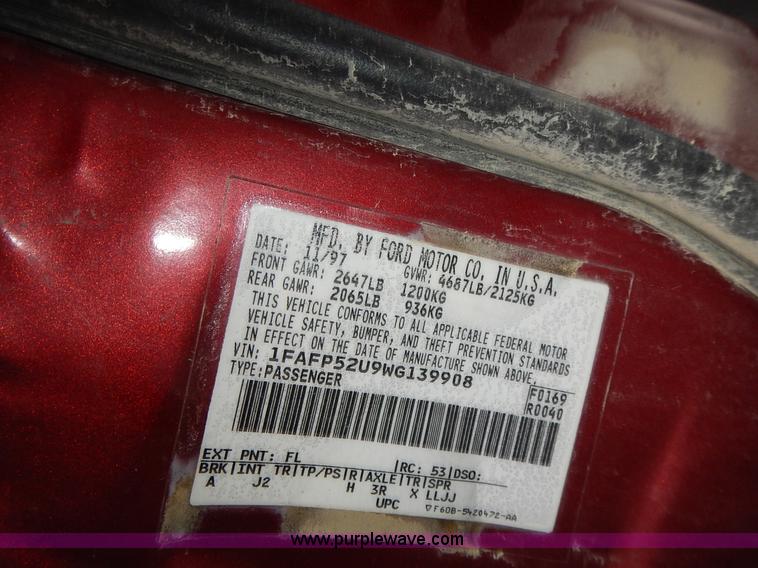 MFD. BY FORD MOTOR CO. IN U.S.A.
DATE: 11/97 GVWR: 4687LB/2125KG
FRONT GAWR: 2647LB 1200KG
REAR GAWR: 2065LB 936KG
THIS VEHICLE CONFORMS TO ALL APPLICABLE FEDERAL MOTOR
VEHICLE SAFETY, BUMPER, AND THEFT PREVENTION STANDARDS
IN EFFECT ON THE DATE OF MANUFACTURE SHOWN ABOVE.
VIN: 1FAFP52U9WG139908
TYPE: PASSENGER
F0169
R0040
EXT PNT: FL RC: 53 DSO:
BRK INT TR TP/PS R AXLE TR SPR
A J2 H 3R X LLJJ
UPC ▽F60B-5420472-AA
www.purplewave.com